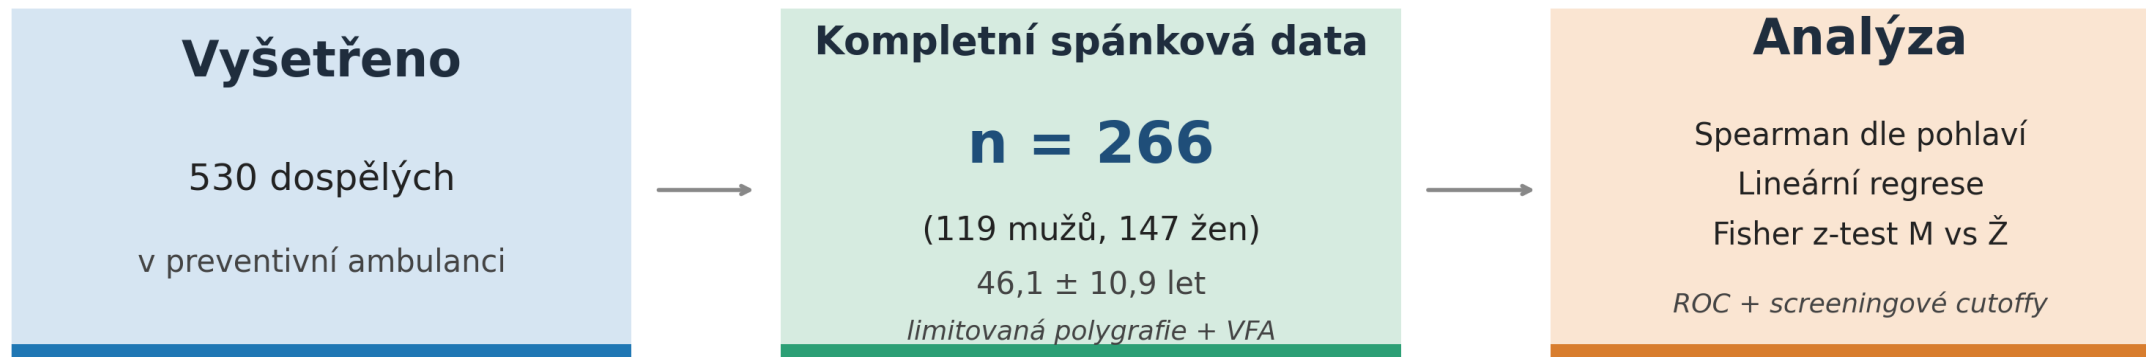 Vyšetřeno
530 dospělých
v preventivní ambulanci
Kompletní spánková data
n = 266
(119 mužů, 147 žen)
46,1 ± 10,9 let
limitovaná polygrafie + VFA
Analýza
Spearman dle pohlaví
Lineární regrese
Fisher z-test M vs Ž
ROC + screeningové cutoffy